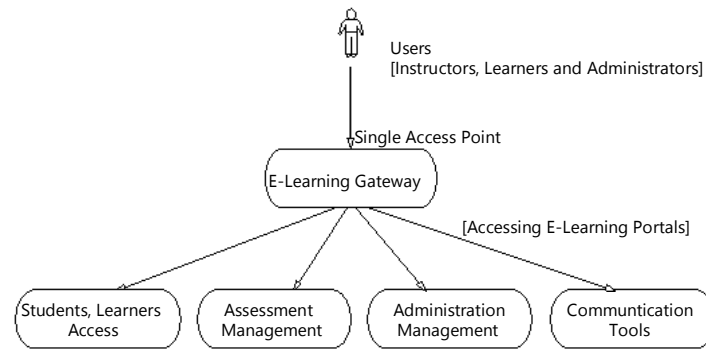 Users
[Instructors, Learners and Administrators]
Single Access Point
E-Learning Gateway
[Accessing E-Learning Portals]
Students, Learners
Access
Assessment
Management
Administration
Management
Communtication
Tools